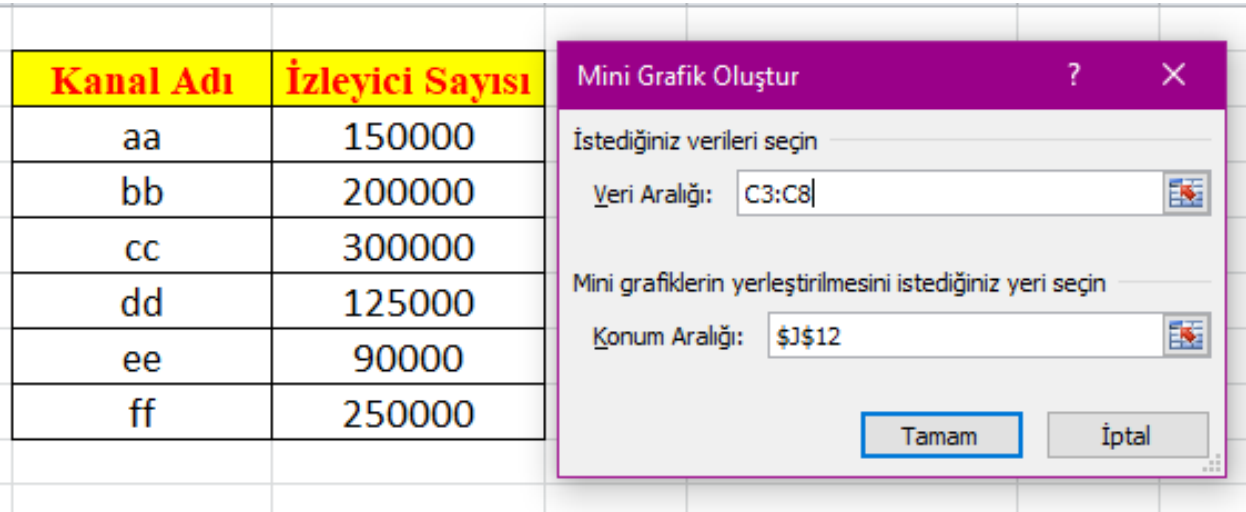 Kanal Adı İzleyici Sayısı
aa 150000
bb 200000
cc 300000
dd 125000
ee 90000
ff 250000
Mini Grafik Oluştur ? ×
İstediğiniz verileri seçin
Veri Aralığı: C3:C8
Mini grafiklerin yerleştirilmesini istediğiniz yeri seçin
Konum Aralığı: $J$12
Tamam İptal